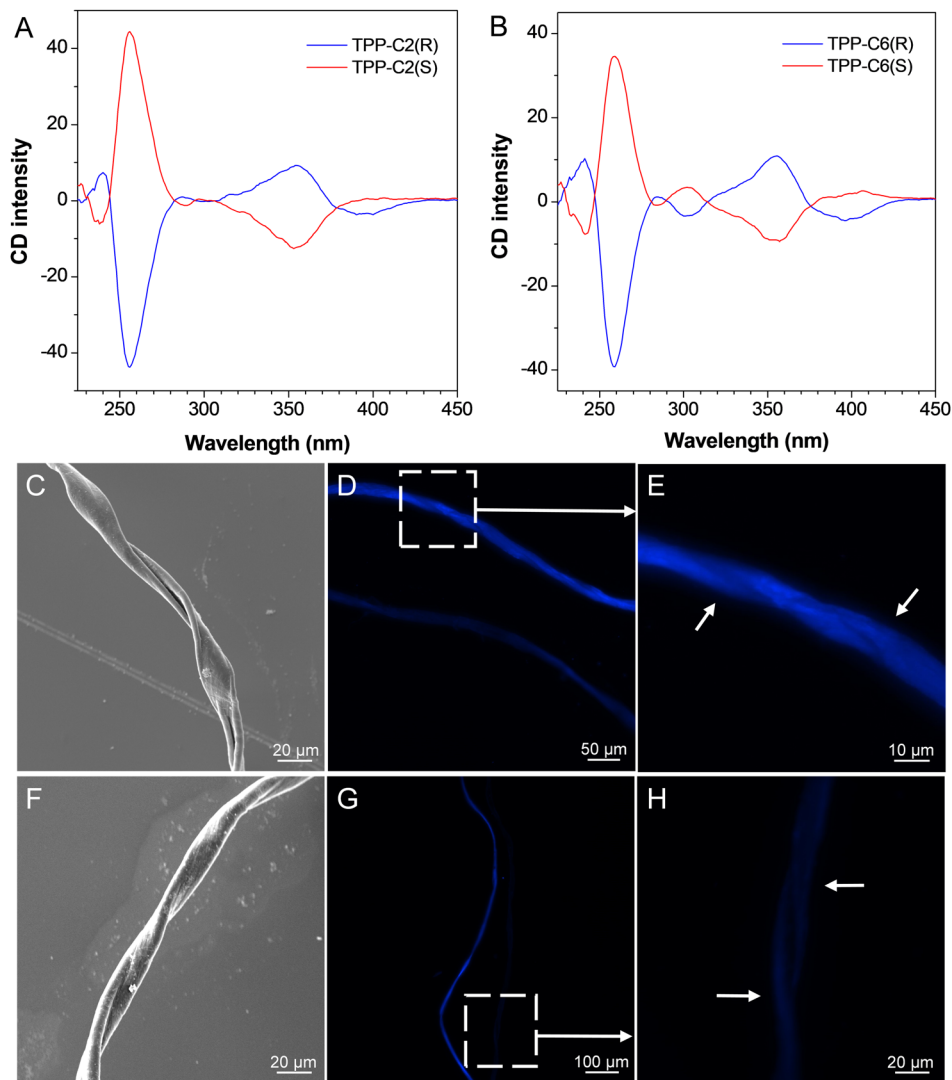 A
TPP-C2(R)
TPP-C2(S)
CD intensity
40
20
0
-20
-40
250 300 350 400 450
Wavelength (nm)
B
TPP-C6(R)
TPP-C6(S)
CD intensity
40
20
0
-20
-40
250 300 350 400 450
Wavelength (nm)
C
20 μm
D
50 μm
E
10 μm
F
20 μm
G
100 μm
H
20 μm